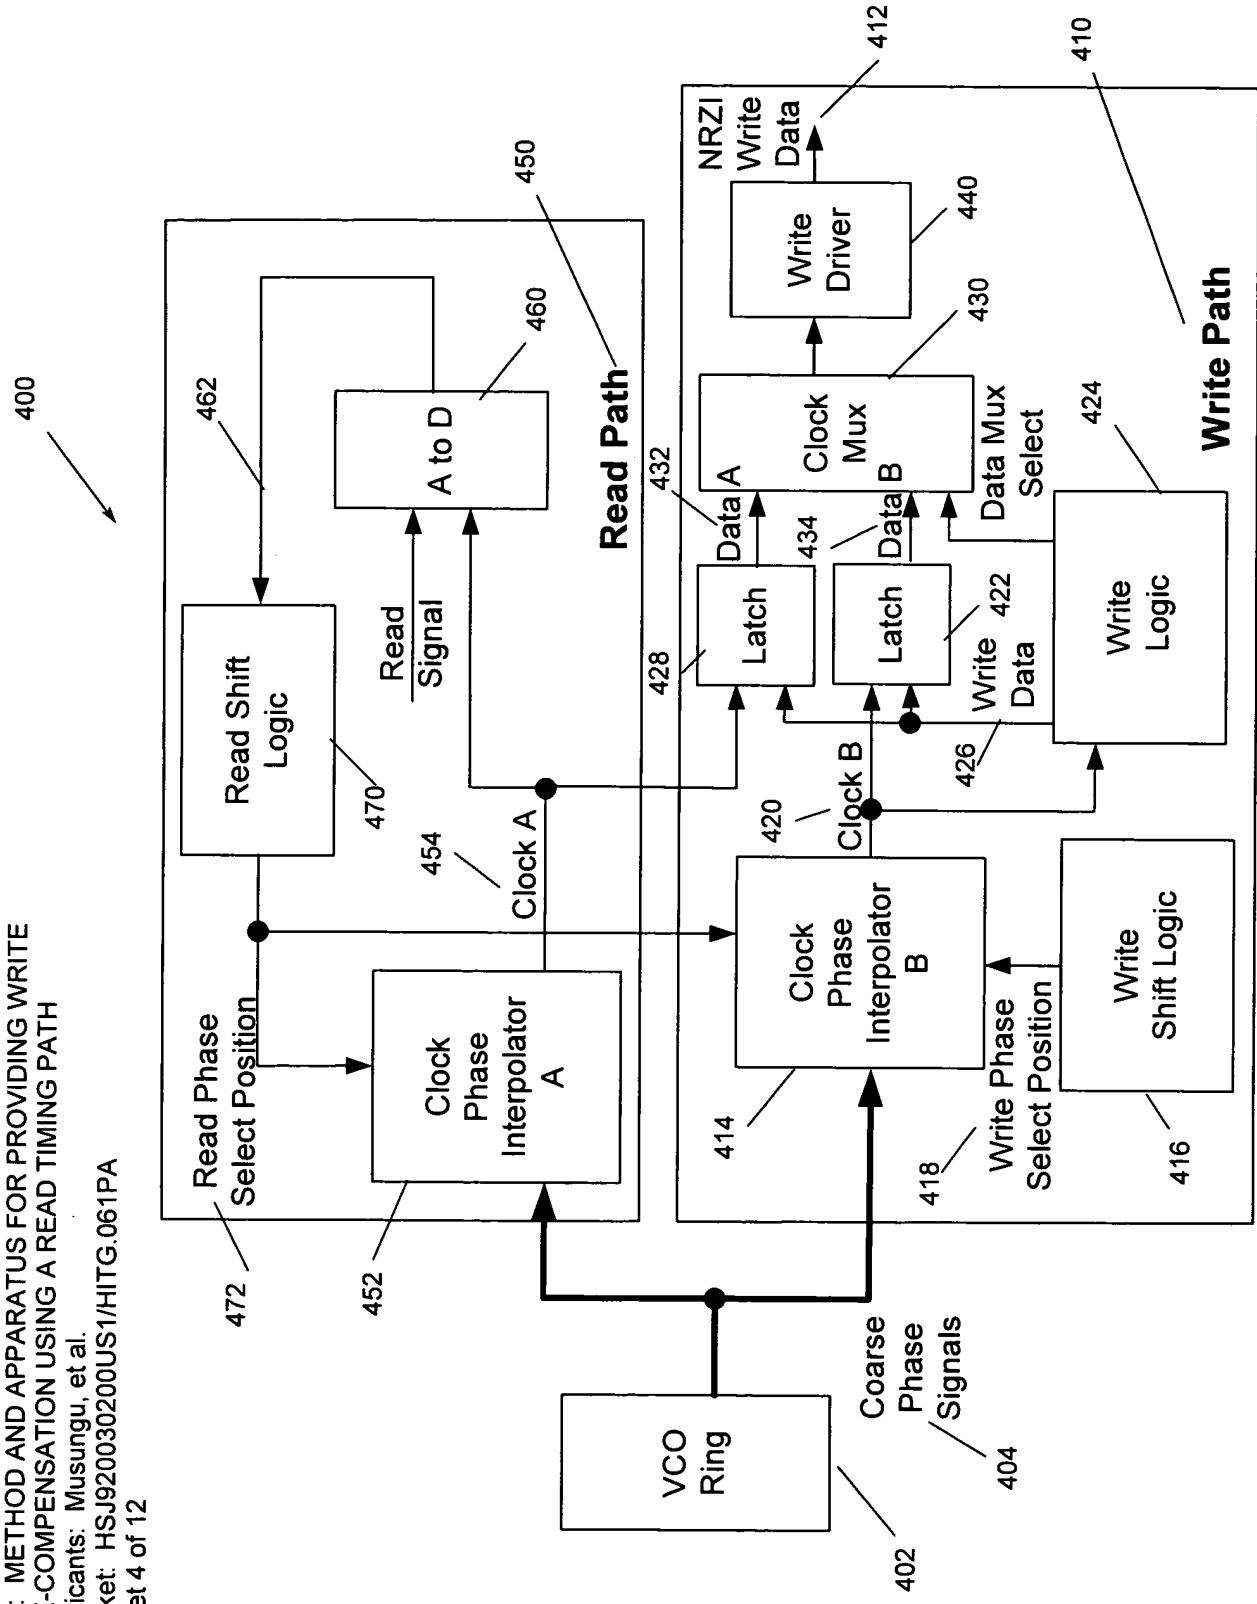 : METHOD AND APPARATUS FOR PROVIDING WRITE
-COMPENSATION USING A READ TIMING PATH
icants: Musungu, et al.
ket: HSJ920030200US1/HITG.061PA
et 4 of 12
400
472
Read Phase
Select Position
Read Shift
Logic
470
462
452
Clock
Phase
Interpolator
A
454
Clock A
Read
Signal
A to D
460
Read Path
450
VCO
Ring
402
Coarse
Phase
Signals
404
414
Clock
Phase
Interpolator
B
420
Clock B
418
Write Phase
Select Position
Write
Shift Logic
416
428
Latch
432
Data A
434
Data B
Latch
422
Write
Data
426
Write
Logic
424
Data Mux
Select
Clock
Mux
430
Write
Driver
440
NRZI
Write
Data
412
Write Path
410